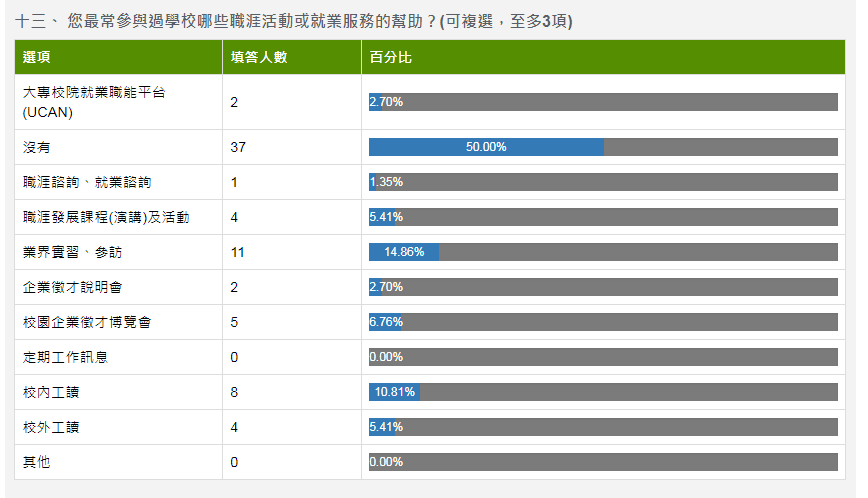 十三、 您最常參與過學校哪些職涯活動或就業服務的幫助？(可複選，至多3項)
選項 填答人數 百分比
大專校院就業職能平台
(UCAN) 2 2.70%
沒有 37 50.00%
職涯諮詢、就業諮詢 1 1.35%
職涯發展課程(演講)及活動 4 5.41%
業界實習、參訪 11 14.86%
企業徵才說明會 2 2.70%
校園企業徵才博覽會 5 6.76%
定期工作訊息 0 0.00%
校內工讀 8 10.81%
校外工讀 4 5.41%
其他 0 0.00%